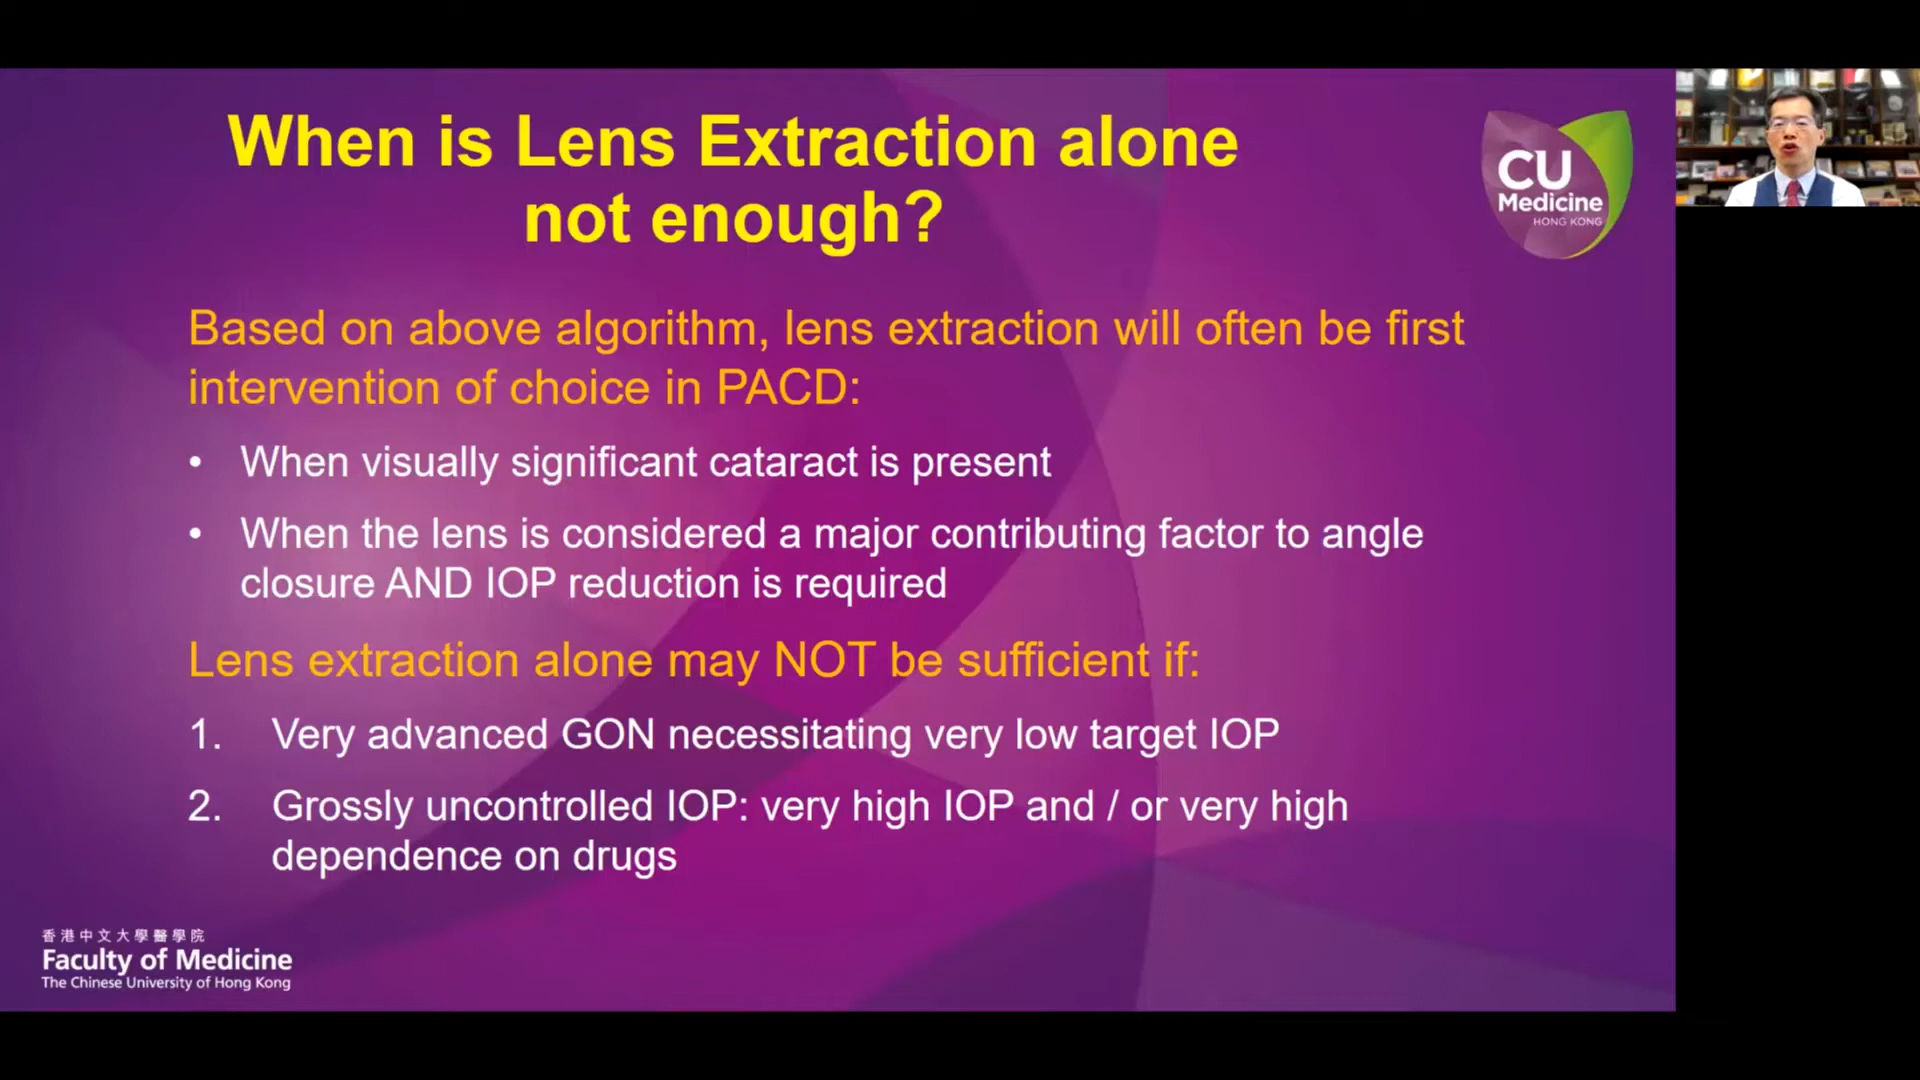 When is Lens Extraction alone
not enough?
CU
Medicine
HONG KONG
Based on above algorithm, lens extraction will often be first
intervention of choice in PACD:
• When visually significant cataract is present
• When the lens is considered a major contributing factor to angle
closure AND IOP reduction is required
Lens extraction alone may NOT be sufficient if:
1. Very advanced GON necessitating very low target IOP
2. Grossly uncontrolled IOP: very high IOP and / or very high
dependence on drugs
香港中文大學醫學院
Faculty of Medicine
The Chinese University of Hong Kong